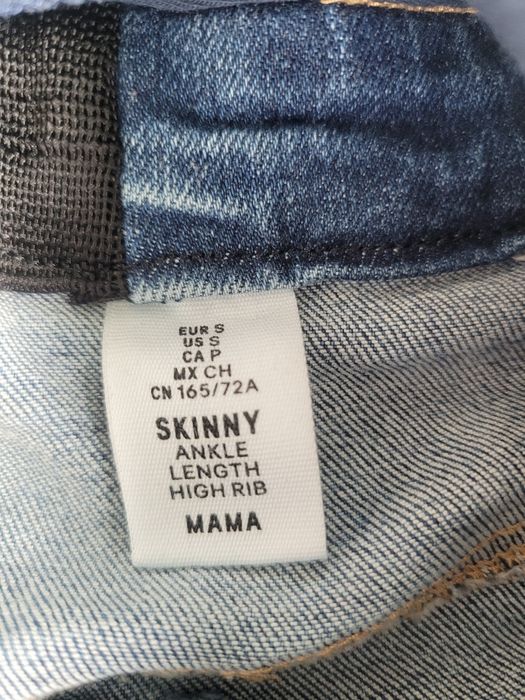 EUR S
US S
CA P
MX CH
CN 165/72A
SKINNY
ANKLE
LENGTH
HIGH RIB
MAMA